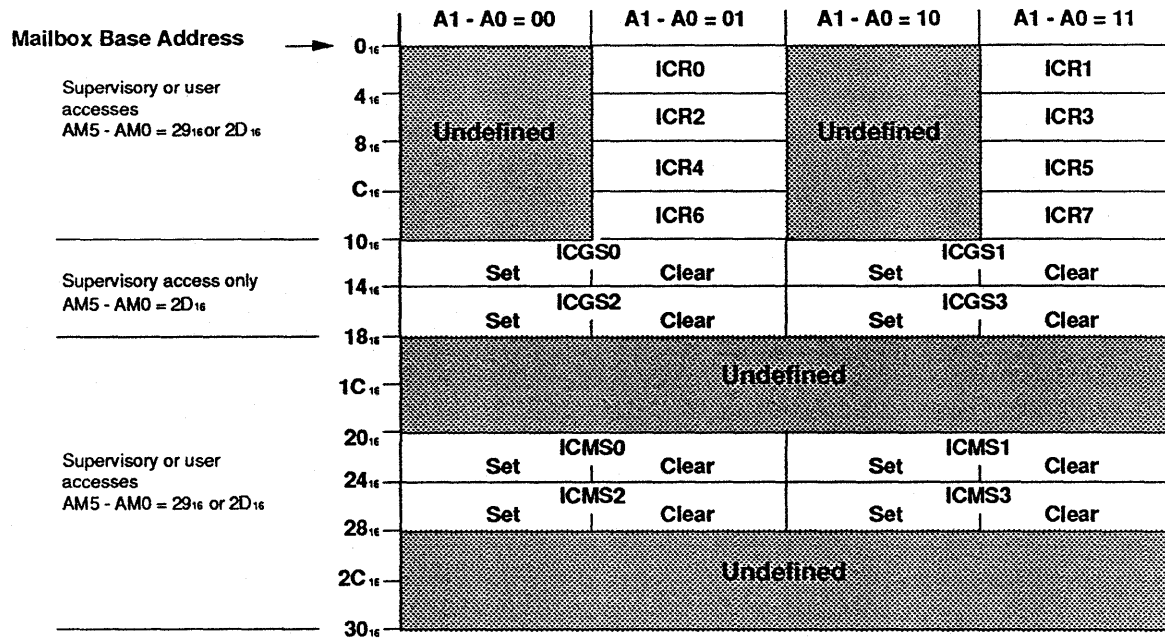 A1 - A0 = 00 A1 - A0 = 01 A1 - A0 = 10 A1 - A0 = 11
Mailbox Base Address 0₁₆
ICR0 ICR1
Supervisory or user
accesses
AM5 - AM0 = 29₁₆ or 2D₁₆
4₁₆
Undefined ICR2 Undefined ICR3
8₁₆
ICR4 ICR5
C₁₆
ICR6 ICR7
10₁₆
ICGS0 ICGS1
Set Clear Set Clear
Supervisory access only
AM5 - AM0 = 2D₁₆
14₁₆
ICGS2 ICGS3
Set Clear Set Clear
18₁₆
Undefined
1C₁₆
20₁₆
ICMS0 ICMS1
Set Clear Set Clear
Supervisory or user
accesses
AM5 - AM0 = 29₁₆ or 2D₁₆
24₁₆
ICMS2 ICMS3
Set Clear Set Clear
28₁₆
Undefined
2C₁₆
30₁₆